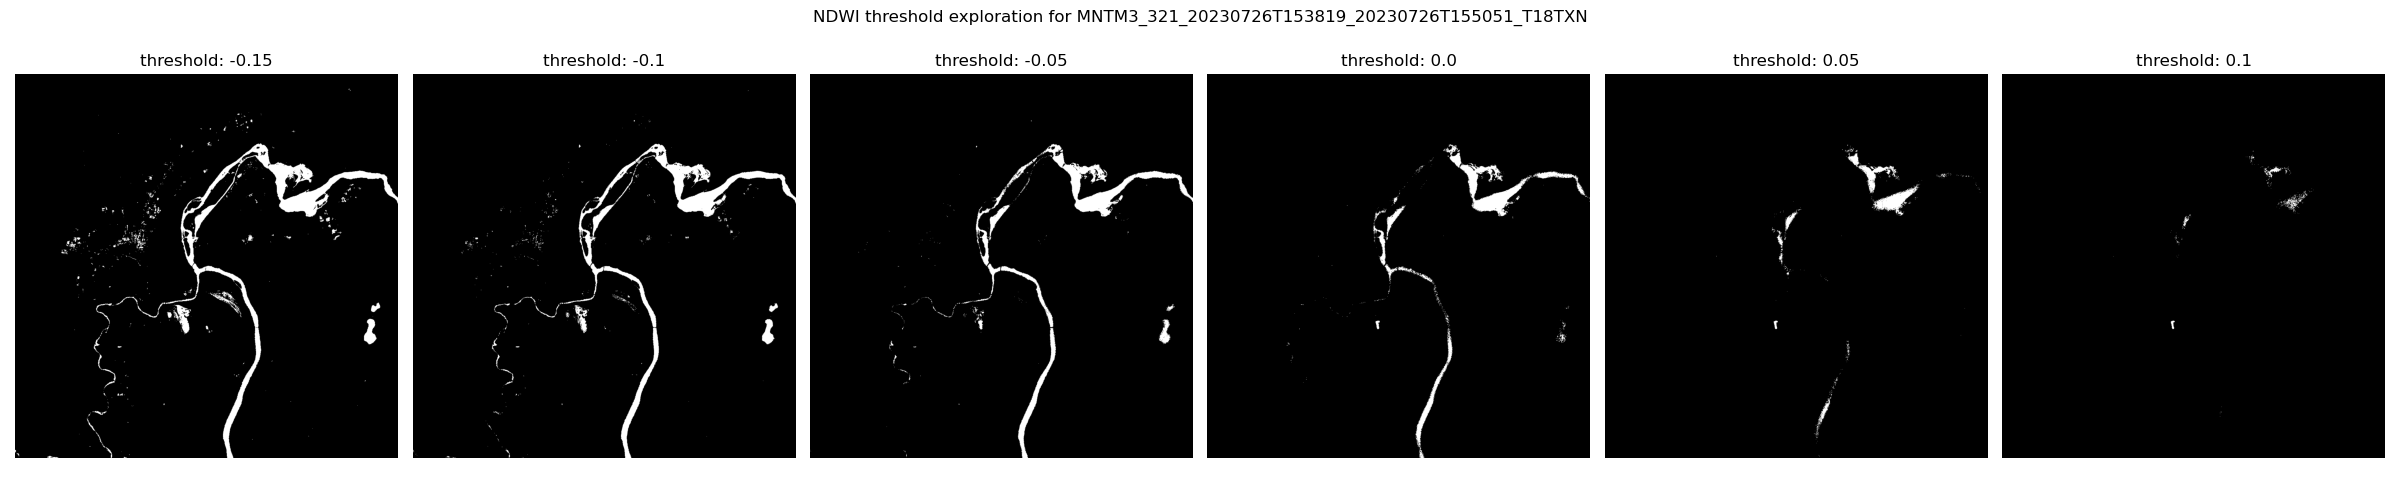 NDWI threshold exploration for MNTM3_321_20230726T153819_20230726T155051_T18TXN
threshold: -0.15
threshold: -0.1
threshold: -0.05
threshold: 0.0
threshold: 0.05
threshold: 0.1